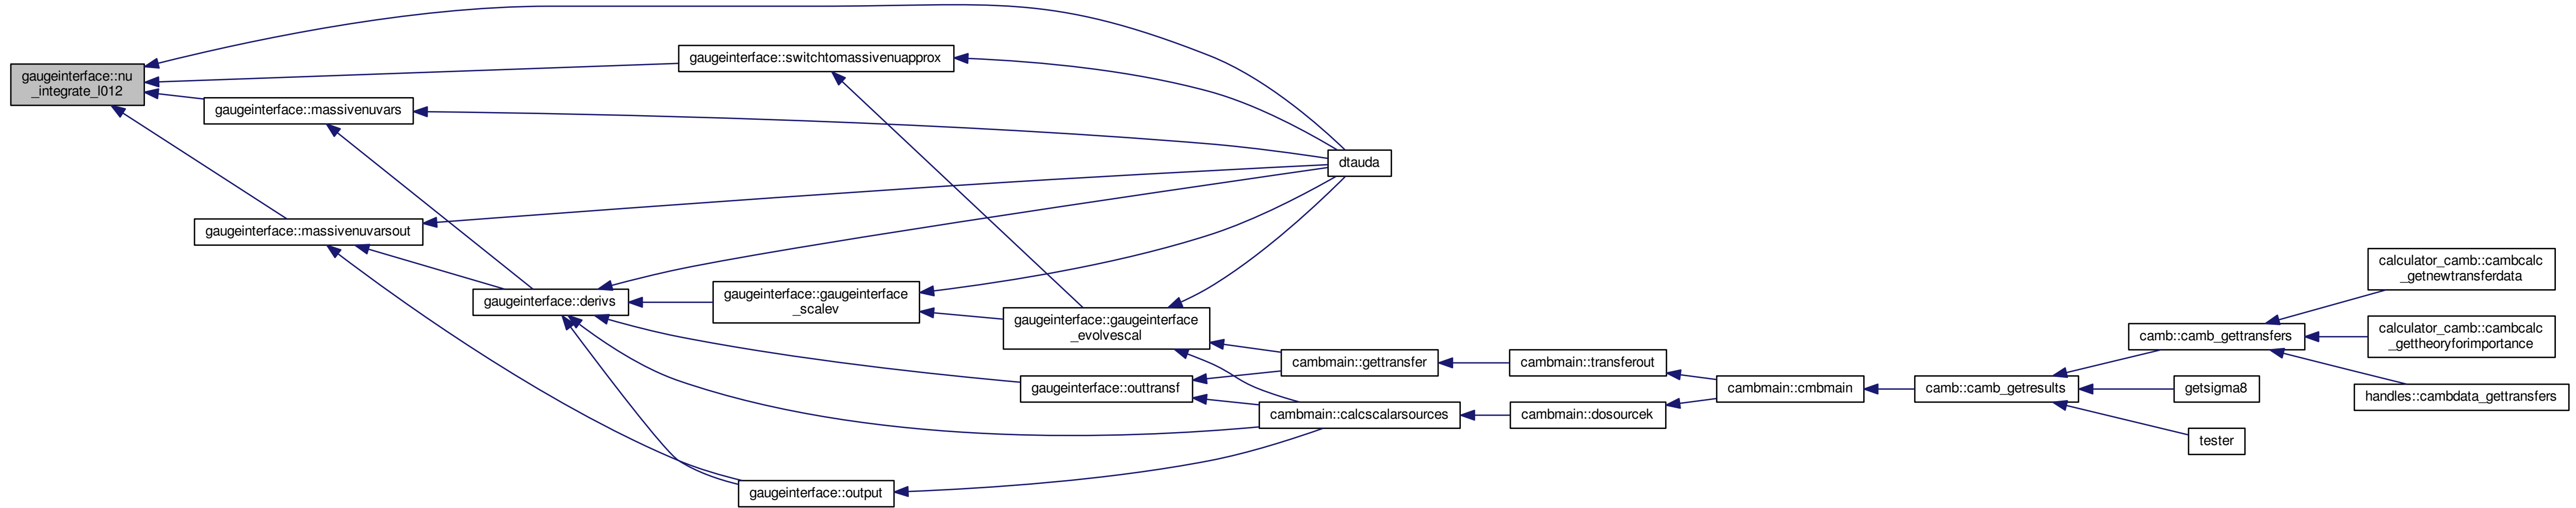 gaugeinterface::nu
_integrate_l012
gaugeinterface::switchtomassivenuapprox
gaugeinterface::massivenuvars
dtauda
gaugeinterface::massivenuvarsout
gaugeinterface::derivs
gaugeinterface::gaugeinterface
_scalev
gaugeinterface::gaugeinterface
_evolvescal
gaugeinterface::outtransf
gaugeinterface::output
cambmain::gettransfer
cambmain::calcscalarsources
cambmain::transferout
cambmain::dosourcek
cambmain::cmbmain
camb::camb_getresults
camb::camb_gettransfers
getsigma8
tester
calculator_camb::cambcalc
_getnewtransferdata
calculator_camb::cambcalc
_gettheoryforimportance
handles::cambdata_gettransfers